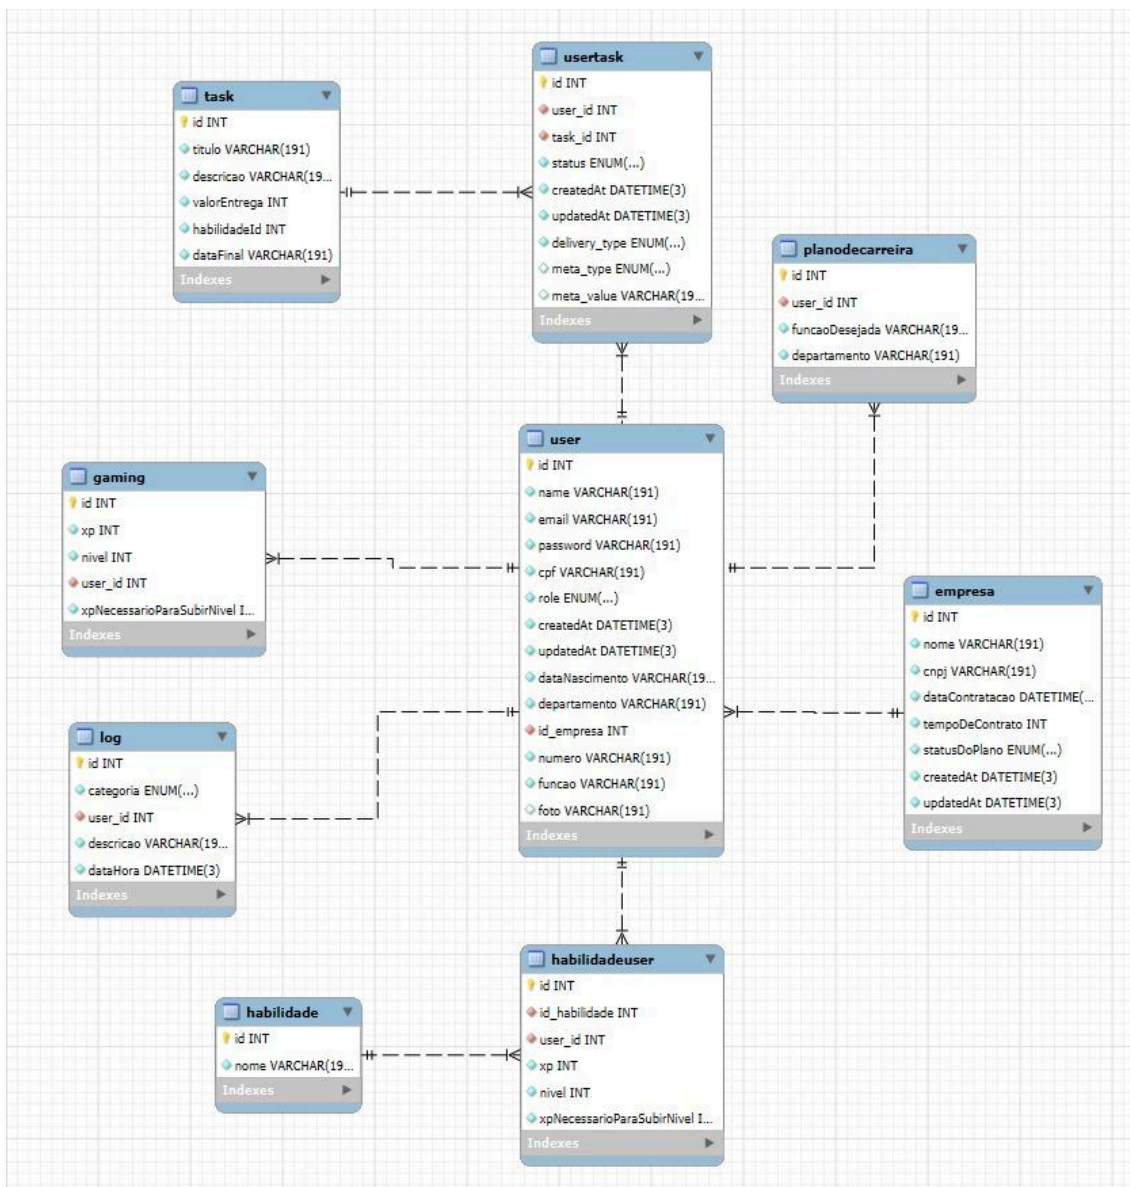 usertask
id INT
user_id INT
task_id INT
status ENUM(...)
createdAt DATETIME(3)
updatedAt DATETIME(3)
delivery_type ENUM(...)
meta_type ENUM(...)
meta_value VARCHAR(19...
Indexes
task
id INT
titulo VARCHAR(191)
descricao VARCHAR(19...
valorEntrega INT
habilidadeId INT
dataFinal VARCHAR(191)
Indexes
planodecarreira
id INT
user_id INT
funcaoDesejada VARCHAR(19...
departamento VARCHAR(191)
Indexes
user
id INT
name VARCHAR(191)
email VARCHAR(191)
password VARCHAR(191)
cpf VARCHAR(191)
role ENUM(...)
createdAt DATETIME(3)
updatedAt DATETIME(3)
dataNascimento VARCHAR(19...
departamento VARCHAR(191)
id_empresa INT
numero VARCHAR(191)
funcao VARCHAR(191)
foto VARCHAR(191)
Indexes
gaming
id INT
xp INT
nivel INT
user_id INT
xpNecessarioParaSubirNivel I...
Indexes
empresa
id INT
nome VARCHAR(191)
cnpj VARCHAR(191)
dataContratacao DATETIME(...
tempoDeContrato INT
statusDoPlano ENUM(...)
createdAt DATETIME(3)
updatedAt DATETIME(3)
Indexes
log
id INT
categoria ENUM(...)
user_id INT
descricao VARCHAR(19...
dataHora DATETIME(3)
Indexes
habilidadeuser
id INT
id_habilidade INT
user_id INT
xp INT
nivel INT
xpNecessarioParaSubirNivel I...
Indexes
habilidade
id INT
nome VARCHAR(19...
Indexes